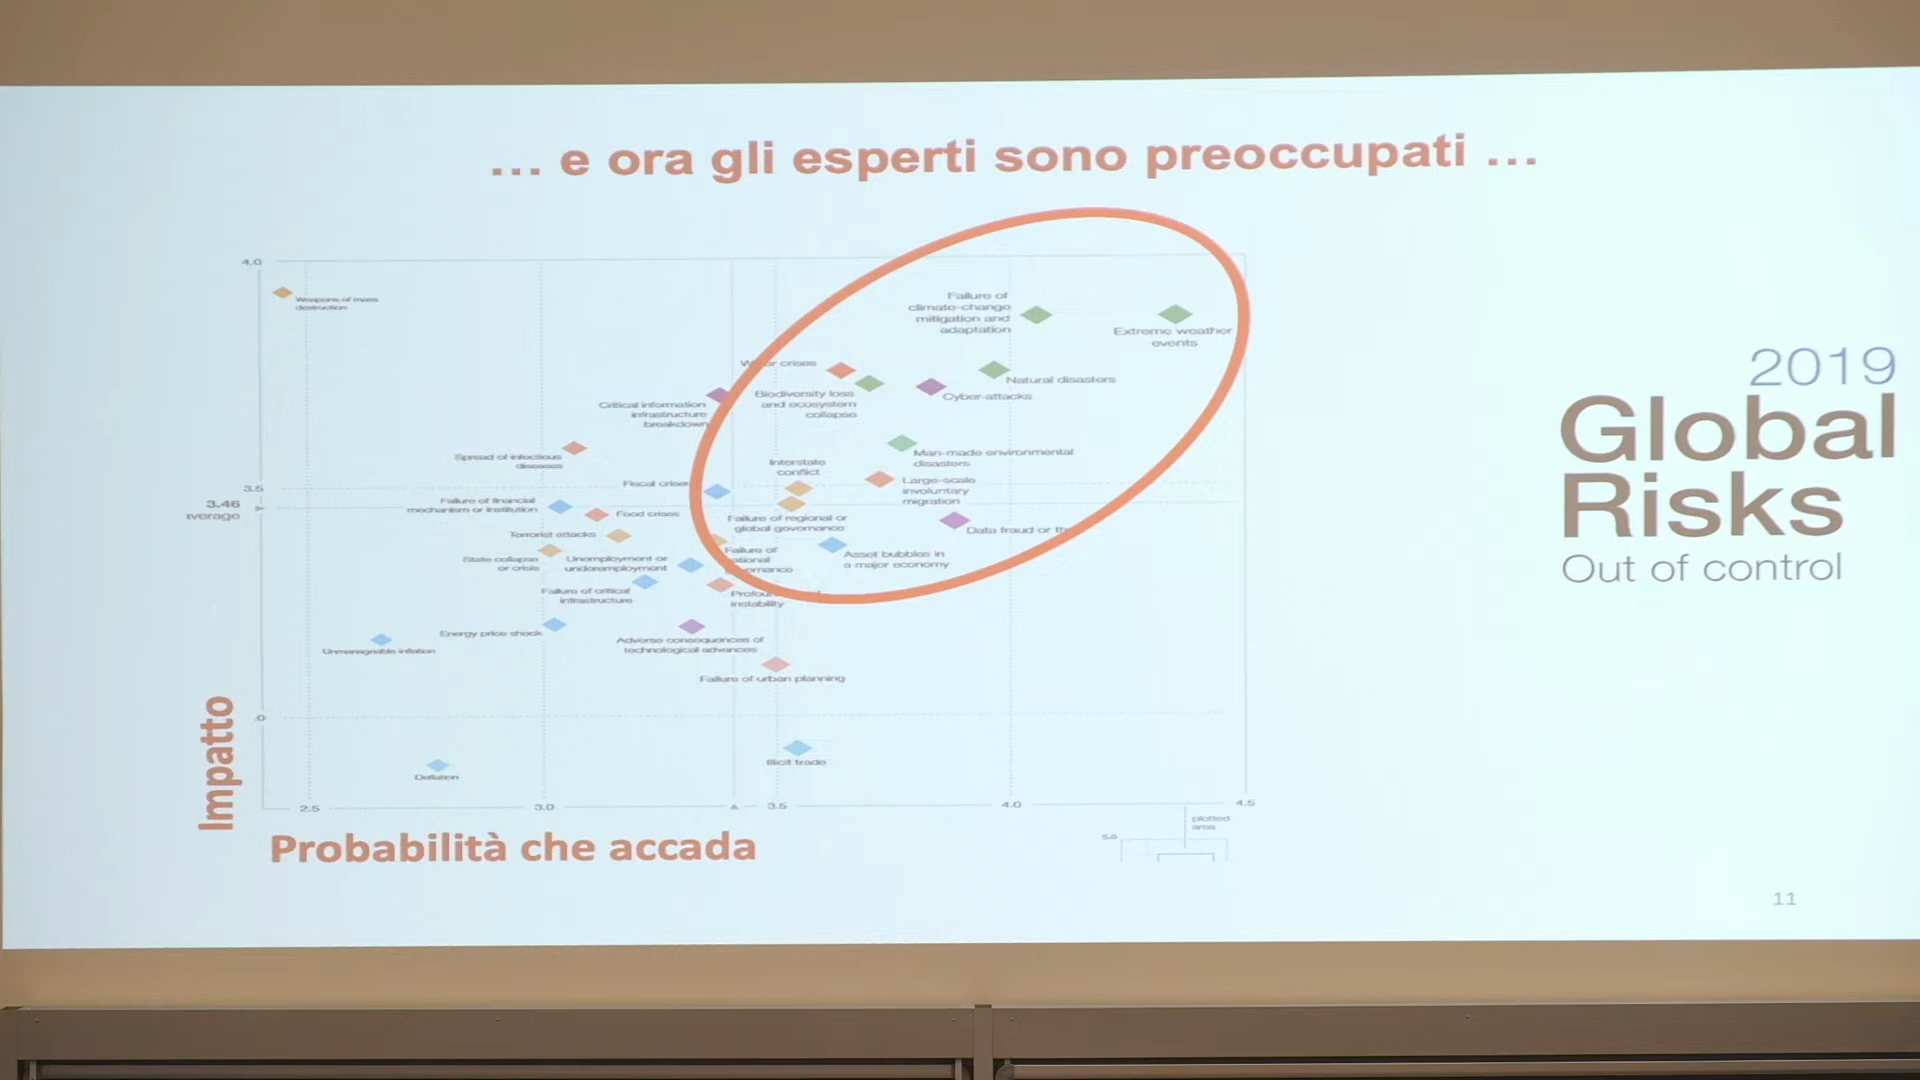 ... e ora gli esperti sono preoccupati ...
4.0
Weapons of mass
destruction
Failure of
climate-change
mitigation and
adaptation
Extreme weather
events
crises
Natural disasters
Biodiversity loss
and ecosystem
collapse
Cyber-attacks
Critical information
infrastructure
breakdown
Man-made environmental
disasters
Spread of infectious
diseases
Interstate
conflict
Large-scale
involuntary
migration
3.5
3.46
average
Fiscal crises
Failure of financial
mechanism or institution
Food crises
Failure of regional or
global governance
Data fraud or
Terrorist attacks
Asset bubbles in
a major economy
State collapse
or crisis
Unemployment or
underemployment
Failure of
Failure of critical
infrastructure
instability
Energy price shock
Unmanageable inflation
Adverse consequences of
technological advances
Failure of urban planning
.0
Illicit trade
Deflation
2.5
3.0
3.5
4.0
4.5
plotted
area
5.0
Impatto
Probabilità che accada
2019
Global
Risks
Out of control
11